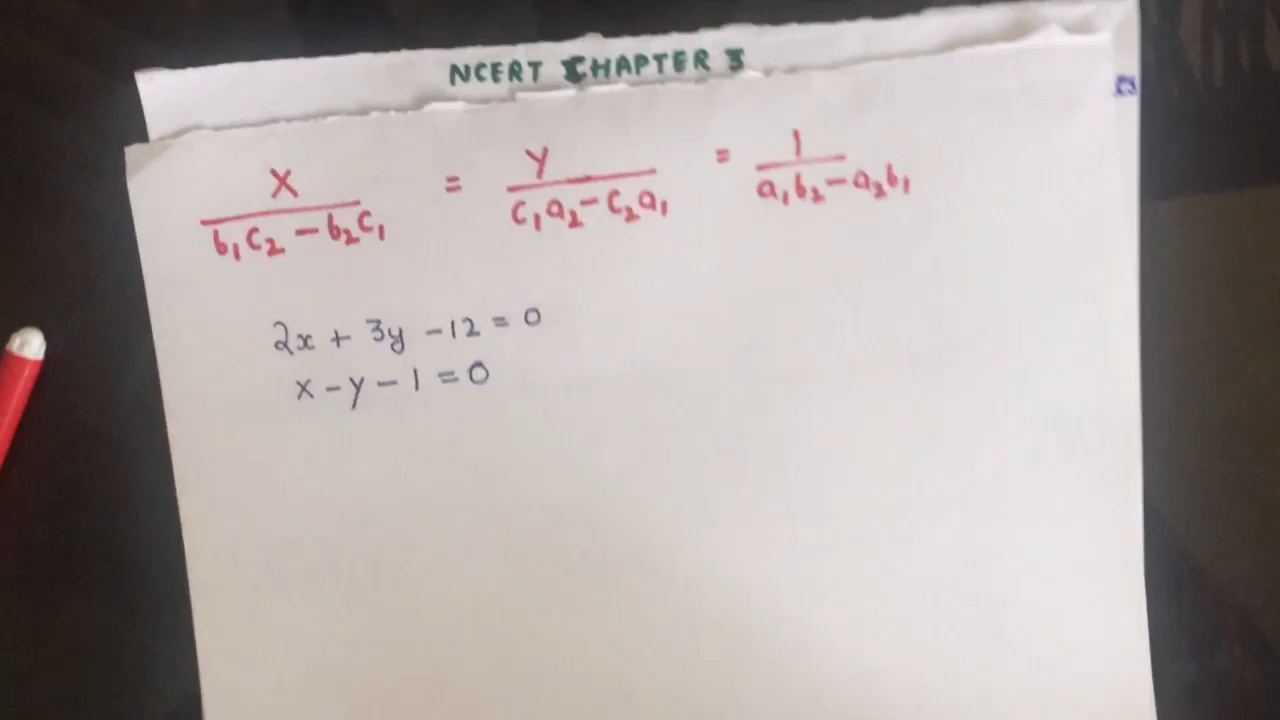 NCERT CHAPTER 3
x/(b₁c₂ − b₂c₁) = y/(c₁a₂ − c₂a₁) = 1/(a₁b₂ − a₂b₁)
2x + 3y − 12 = 0
x − y − 1 = 0